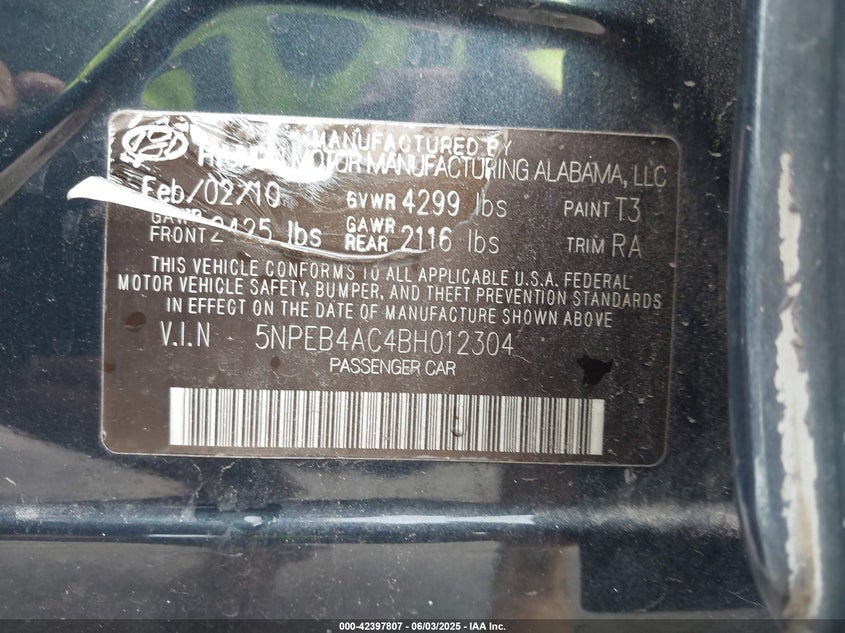 MANUFACTURED BY
HYUNDAI MOTOR MANUFACTURING ALABAMA, LLC
Feb/02/10 GVWR 4299 lbs PAINT T3
GAWR FRONT 2425 lbs GAWR REAR 2116 lbs TRIM RA
THIS VEHICLE CONFORMS TO ALL APPLICABLE U.S.A. FEDERAL
MOTOR VEHICLE SAFETY, BUMPER, AND THEFT PREVENTION STANDARDS
IN EFFECT ON THE DATE OF MANUFACTURE SHOWN ABOVE.
V.I.N 5NPEB4AC4BH012304
PASSENGER CAR
000-42397807 - 06/03/2025 - IAA Inc.